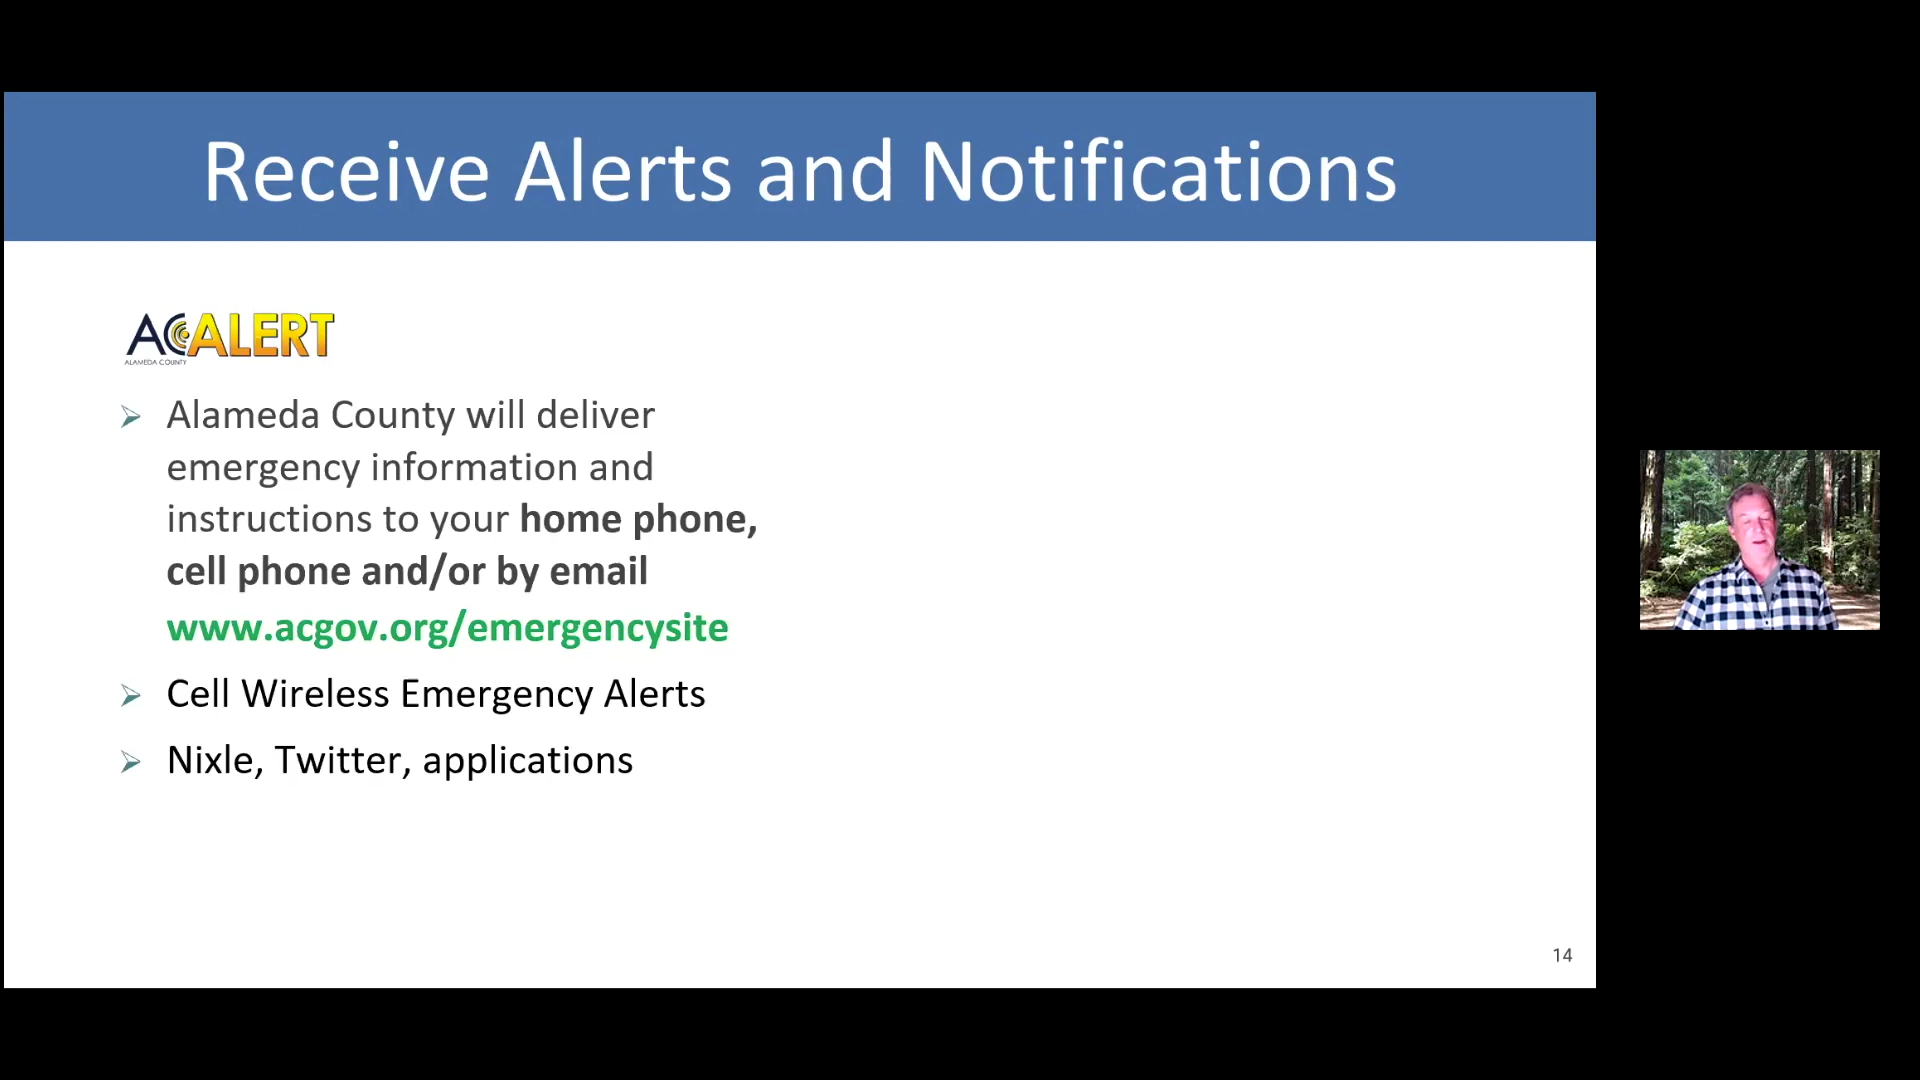 Receive Alerts and Notifications
ACALERT
ALAMEDA COUNTY
Alameda County will deliver
emergency information and
instructions to your home phone,
cell phone and/or by email
www.acgov.org/emergencysite
Cell Wireless Emergency Alerts
Nixle, Twitter, applications
14